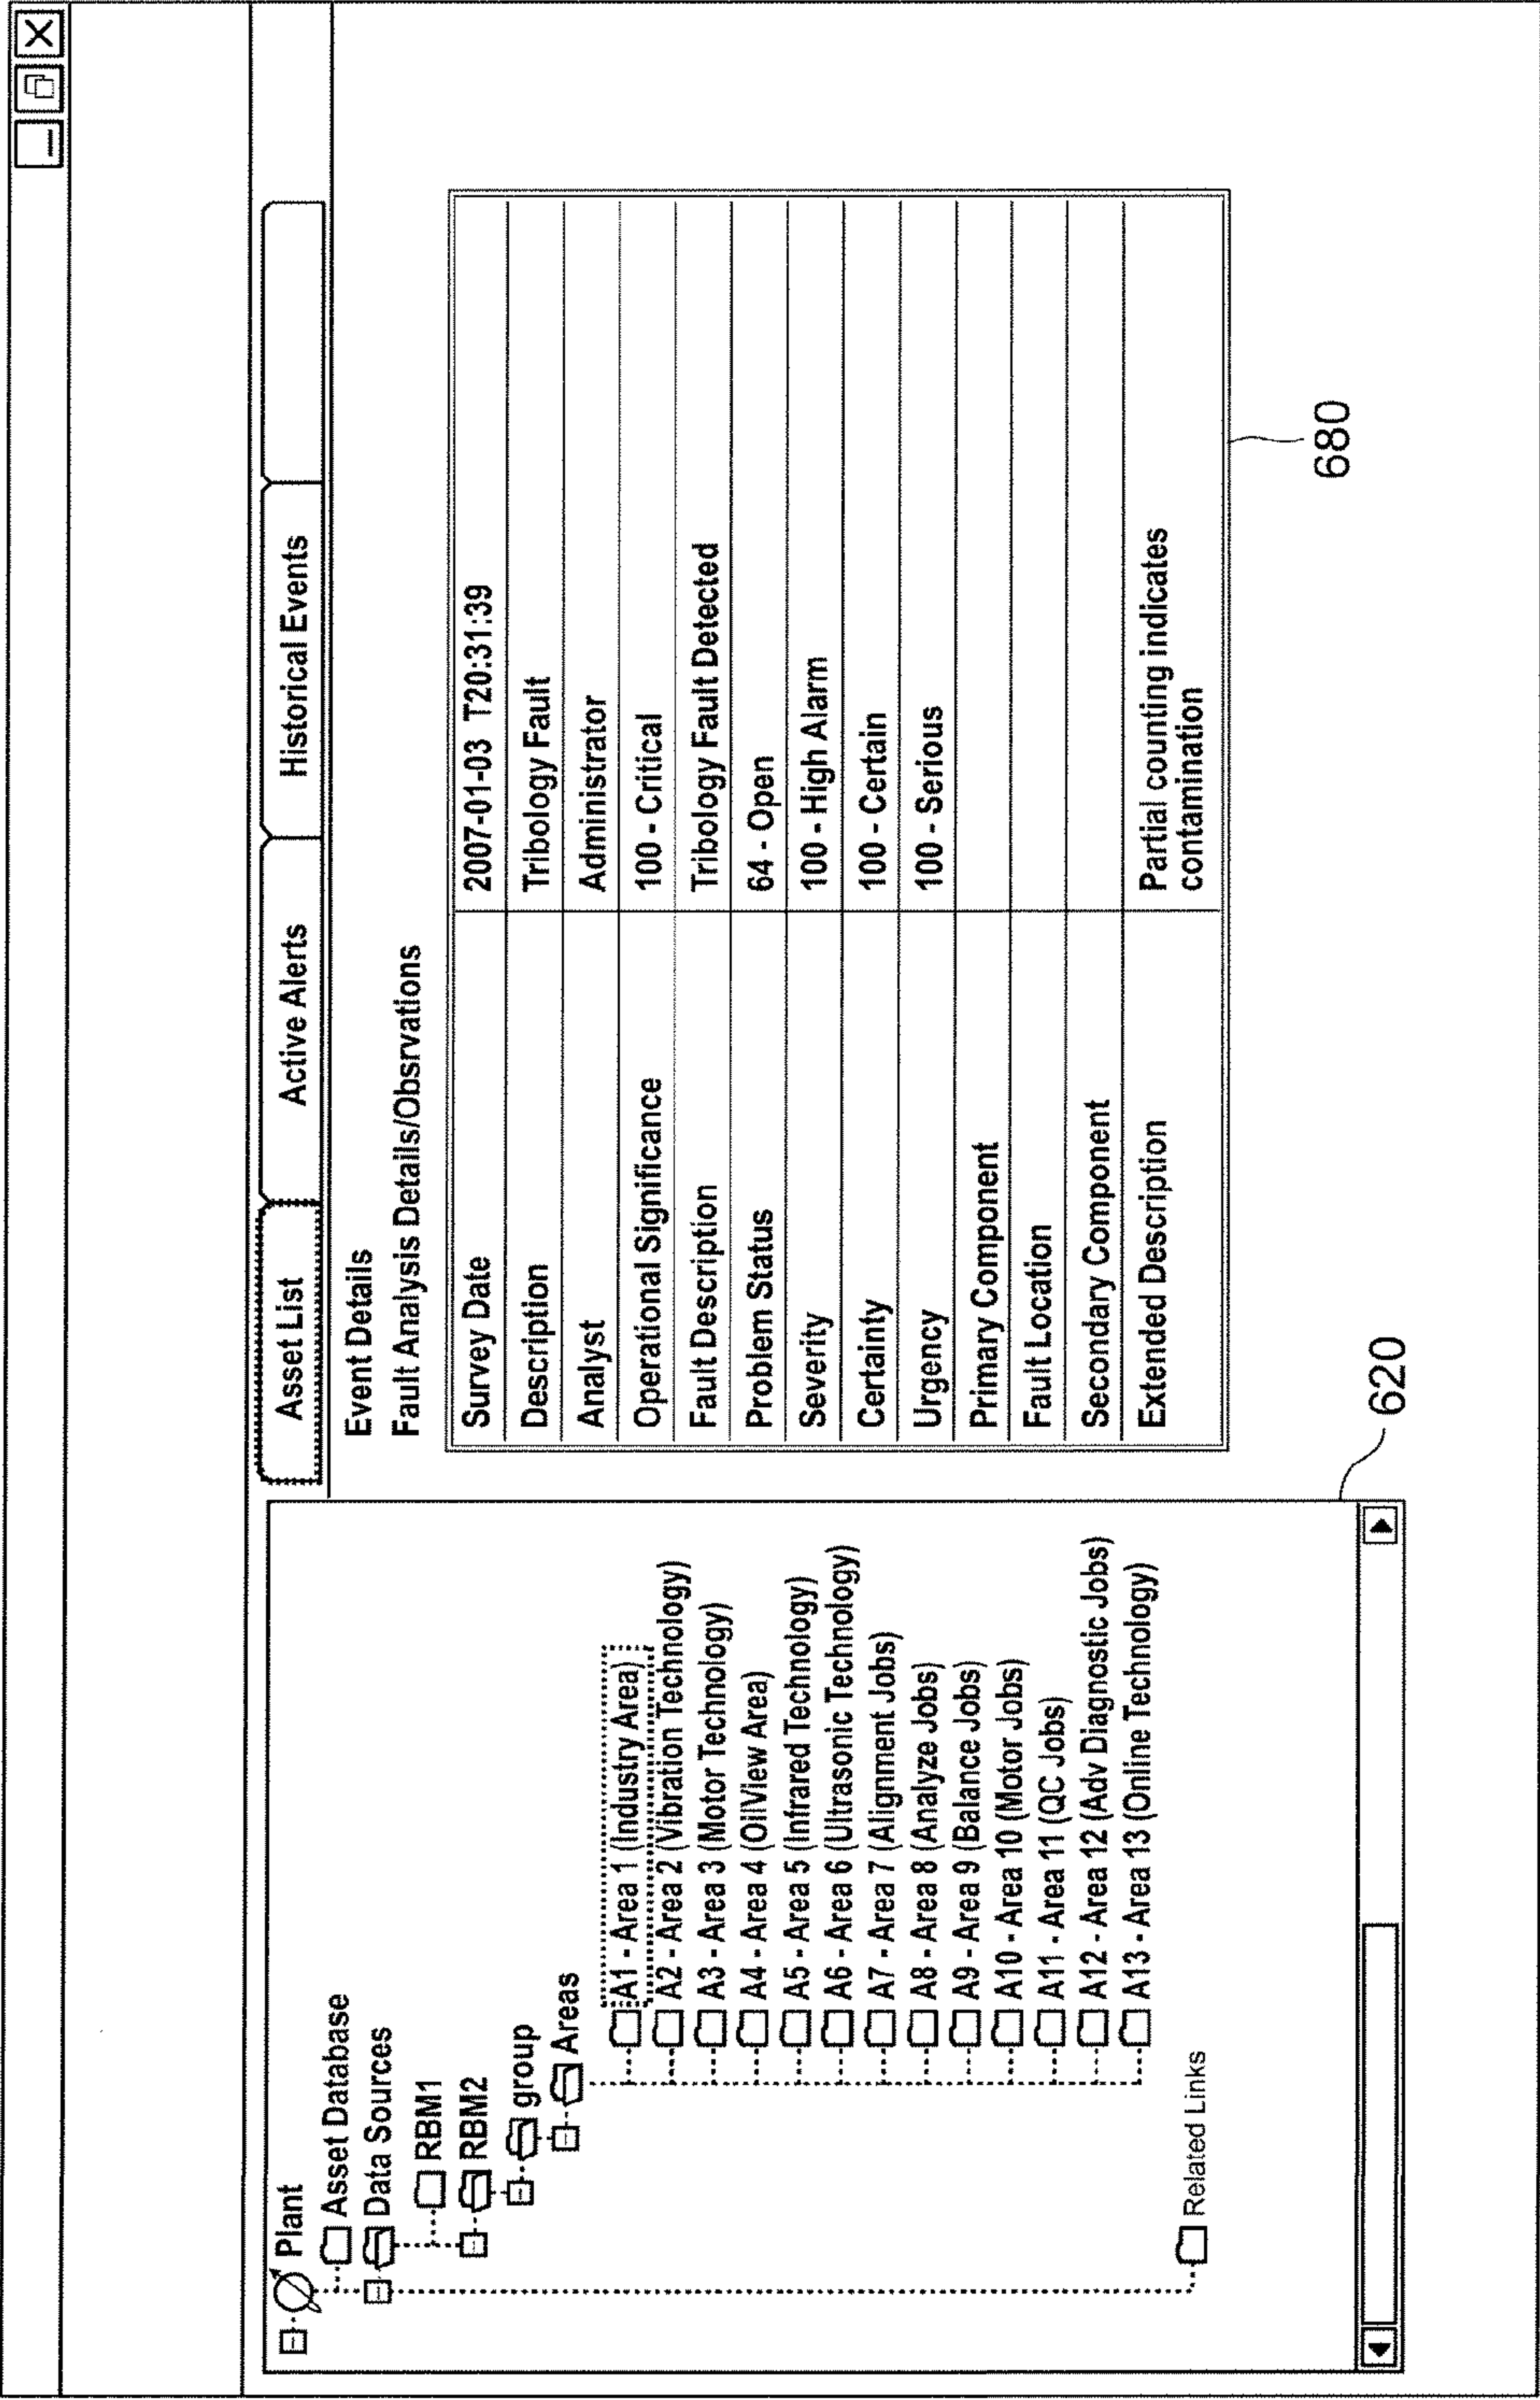 Asset List
Active Alerts
Historical Events
Plant
Asset Database
Data Sources
RBM1
RBM2
group
Areas
A1 - Area 1 (Industry Area)
A2 - Area 2 (Vibration Technology)
A3 - Area 3 (Motor Technology)
A4 - Area 4 (OilView Area)
A5 - Area 5 (Infrared Technology)
A6 - Area 6 (Ultrasonic Technology)
A7 - Area 7 (Alignment Jobs)
A8 - Area 8 (Analyze Jobs)
A9 - Area 9 (Balance Jobs)
A10 - Area 10 (Motor Jobs)
A11 - Area 11 (QC Jobs)
A12 - Area 12 (Adv Diagnostic Jobs)
A13 - Area 13 (Online Technology)
Related Links
620
Event Details
Fault Analysis Details/Obsrvations
Survey Date 2007-01-03 T20:31:39
Description Tribology Fault
Analyst Administrator
Operational Significance 100 - Critical
Fault Description Tribology Fault Detected
Problem Status 64 - Open
Severity 100 - High Alarm
Certainty 100 - Certain
Urgency 100 - Serious
Primary Component
Fault Location
Secondary Component
Extended Description Partial counting indicates
contamination
680